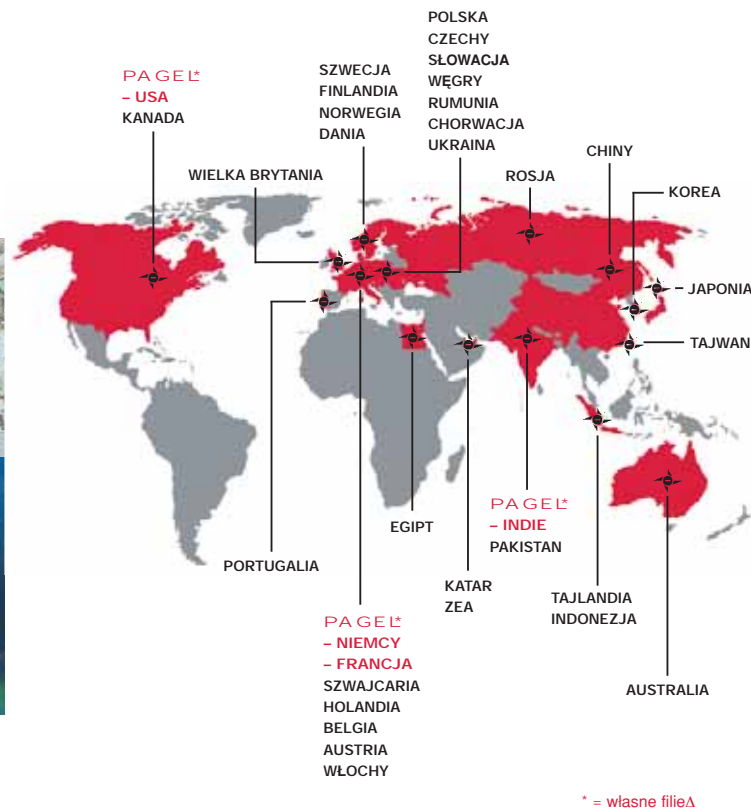 PAGEL*
– USA
KANADA
SZWECJA
FINLANDIA
NORWEGIA
DANIA
POLSKA
CZECHY
SŁOWACJA
WĘGRY
RUMUNIA
CHORWACJA
UKRAINA
WIELKA BRYTANIA
ROSJA
CHINY
KOREA
JAPONIA
TAJWAN
PORTUGALIA
EGIPT
PAGEL*
– INDIE
PAKISTAN
KATAR
ZEA
TAJLANDIA
INDONEZJA
AUSTRALIA
PAGEL*
– NIEMCY
– FRANCJA
SZWAJCARIA
HOLANDIA
BELGIA
AUSTRIA
WŁOCHY
* = własne filie∆